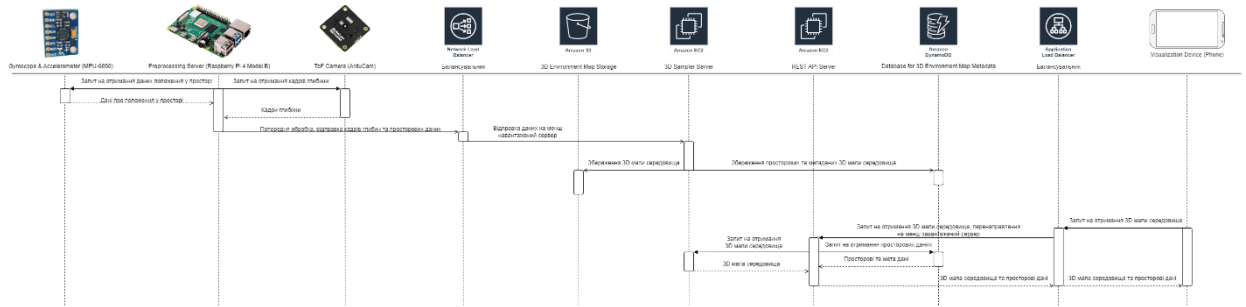 Network Load
Balancer
Amazon S3
Amazon EC2
Amazon EC2
Amazon
DynamoDB
Application
Load Balancer
Gyroscope & Accelerometer (MPU-6050)
Preprocessing Server (Raspberry Pi 4 Model B)
ToF Camera (ArduCam)
Балансувальник
3D Environment Map Storage
3D Sampler Server
REST API Server
Database for 3D Environment Map Metadata
Балансувальник
Visualization Device (Phone)
Запит на отримання даних положення у просторі
Запит на отримання кадрів глибини
Дані про положення у просторі
Кадри глибини
Попередня обробка, відправка кадрів глибин та просторових даних
Відправка даних на менш
навантажений сервер
Збереження 3D мапи середовища
Збереження просторових та метаданих 3D мапи середовища
Запит на отримання 3D мапи середовища
Запит на отримання 3D мапи середовища, перенаправлення
на менш завантажений сервер
Запит на отримання
3D мапи середовища
Запит на отримання просторових даних
3D мапа середовища
Просторові та мета дані
3D мапа середовища та просторові дані
3D мапа середовища та просторові дані